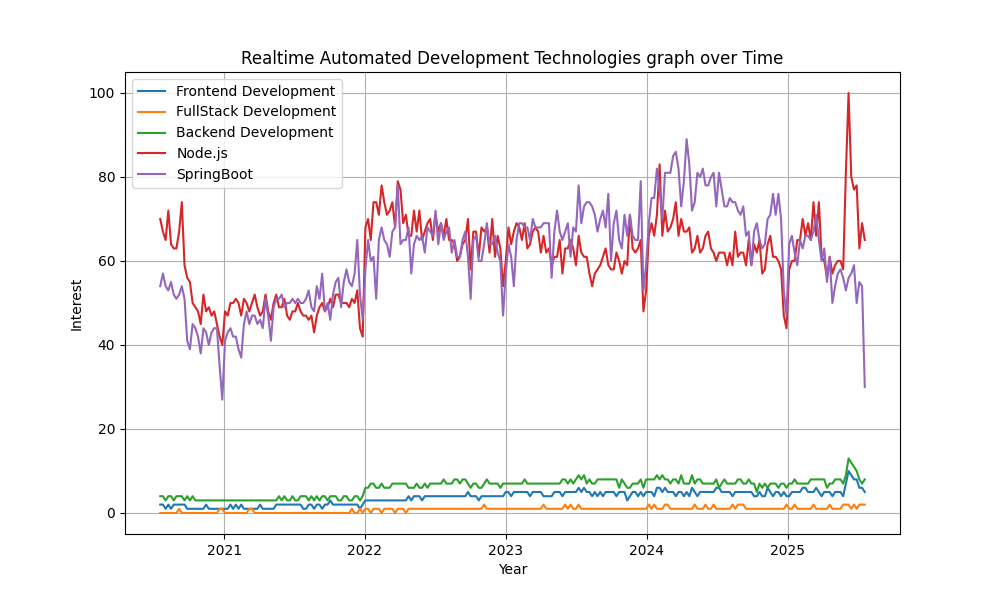 Realtime Automated Development Technologies graph over Time
Frontend Development
FullStack Development
Backend Development
Node.js
SpringBoot
100
80
60
40
20
0
Interest
2021
2022
2023
2024
2025
Year